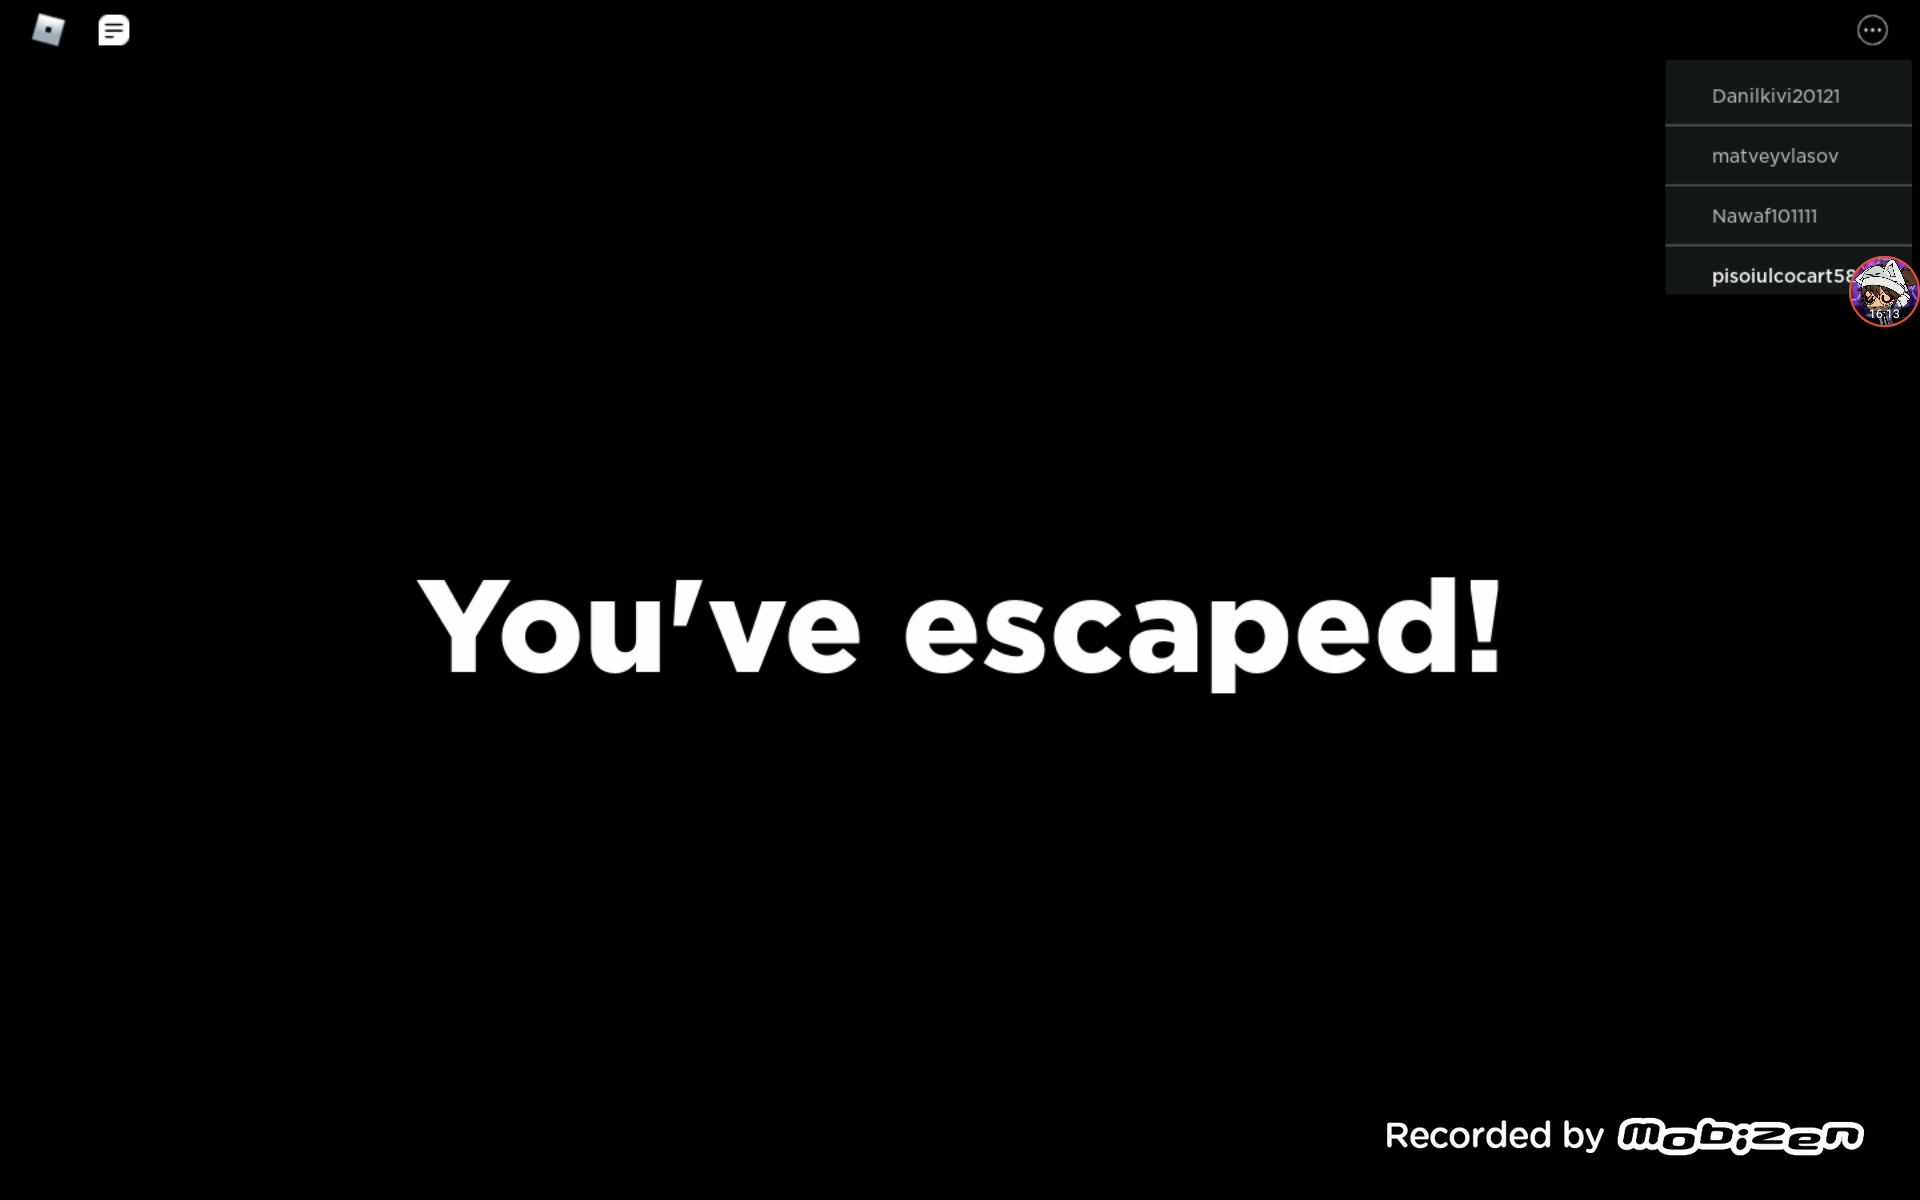 Danilkivi20121
matveyvlasov
Nawaf101111
pisoiulcocart58
16:13
You've escaped!
Recorded by mobizen